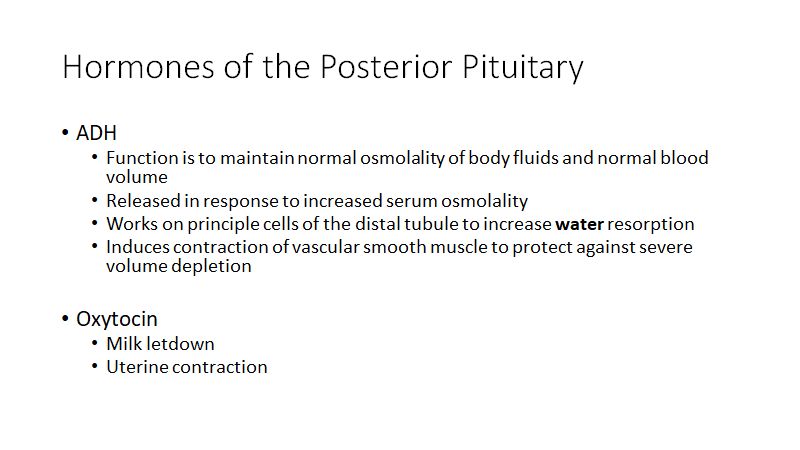 Hormones of the Posterior Pituitary
• ADH
• Function is to maintain normal osmolality of body fluids and normal blood
volume
• Released in response to increased serum osmolality
• Works on principle cells of the distal tubule to increase water resorption
• Induces contraction of vascular smooth muscle to protect against severe
volume depletion
• Oxytocin
• Milk letdown
• Uterine contraction